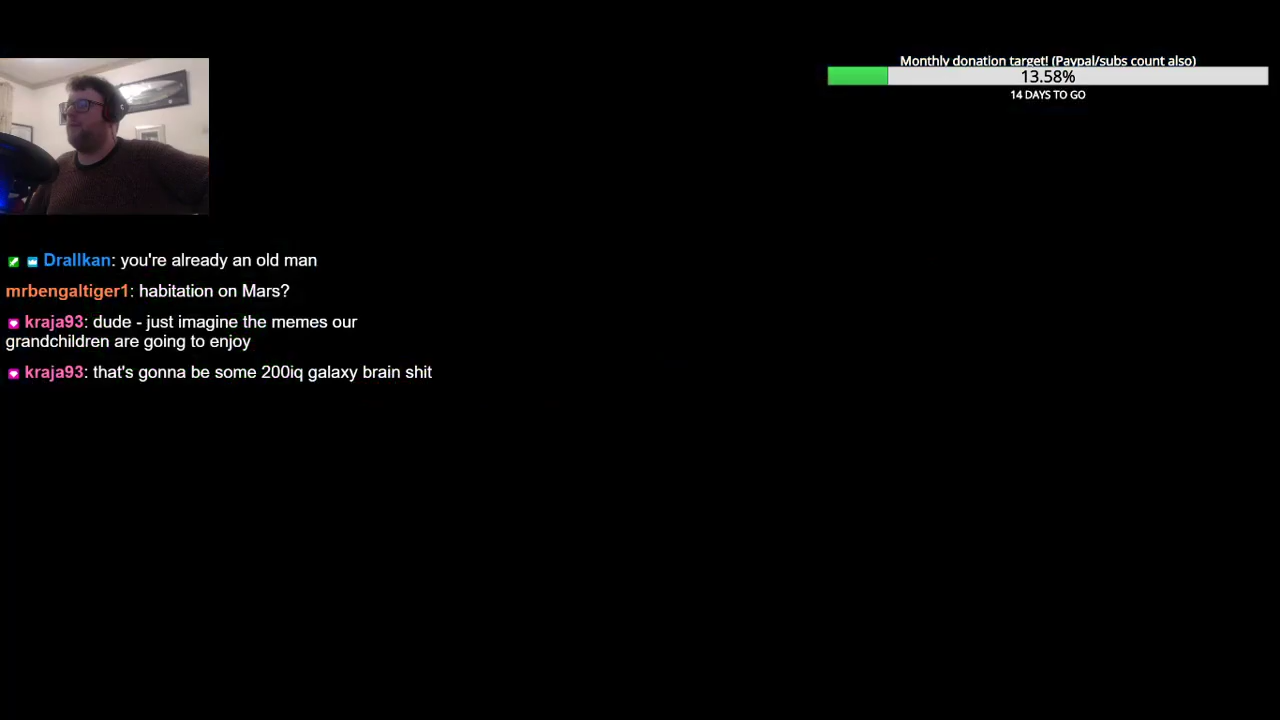 Monthly donation target! (Paypal/subs count also)
13.58%
14 DAYS TO GO
Drallkan: you're already an old man
mrbengaltiger1: habitation on Mars?
kraja93: dude - just imagine the memes our
grandchildren are going to enjoy
kraja93: that's gonna be some 200iq galaxy brain shit